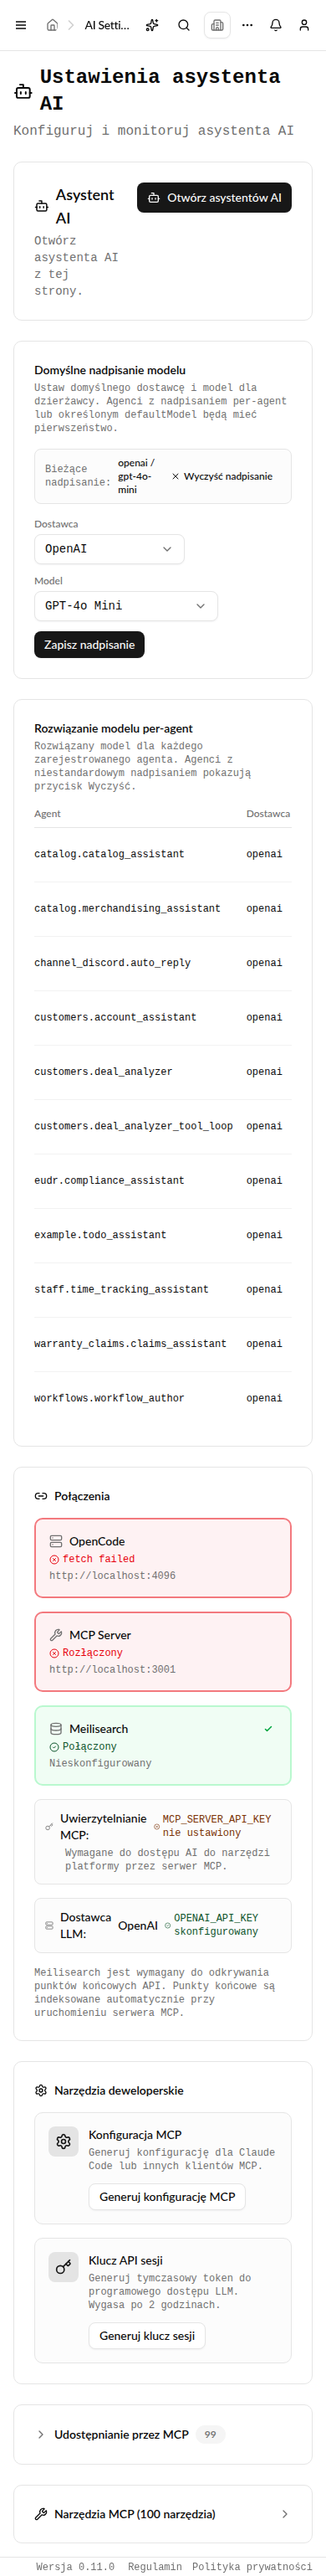 AI Setti...
Ustawienia asystenta
AI
Konfiguruj i monitoruj asystenta AI
Asystent
AI
Otwórz asystentów AI
Otwórz
asystenta AI
z tej
strony.
Domyślne nadpisanie modelu
Ustaw domyślnego dostawcę i model dla
dzierżawcy. Agenci z nadpisaniem per-agent
lub określonym defaultModel będą mieć
pierwszeństwo.
Bieżące
nadpisanie:
openai /
gpt-4o-
mini
Wyczyść nadpisanie
Dostawca
OpenAI
Model
GPT-4o Mini
Zapisz nadpisanie
Rozwiązanie modelu per-agent
Rozwiązany model dla każdego
zarejestrowanego agenta. Agenci z
niestandardowym nadpisaniem pokazują
przycisk Wyczyść.
Agent Dostawca
catalog.catalog_assistant openai
catalog.merchandising_assistant openai
channel_discord.auto_reply openai
customers.account_assistant openai
customers.deal_analyzer openai
customers.deal_analyzer_tool_loop openai
eudr.compliance_assistant openai
example.todo_assistant openai
staff.time_tracking_assistant openai
warranty_claims.claims_assistant openai
workflows.workflow_author openai
Połączenia
OpenCode
fetch failed
http://localhost:4096
MCP Server
Rozłączony
http://localhost:3001
Meilisearch
Połączony
Nieskonfigurowany
Uwierzytelnianie
MCP:
MCP_SERVER_API_KEY
nie ustawiony
Wymagane do dostępu AI do narzędzi
platformy przez serwer MCP.
Dostawca
LLM:
OpenAI
OPENAI_API_KEY
skonfigurowany
Meilisearch jest wymagany do odkrywania
punktów końcowych API. Punkty końcowe są
indeksowane automatycznie przy
uruchomieniu serwera MCP.
Narzędzia deweloperskie
Konfiguracja MCP
Generuj konfigurację dla Claude
Code lub innych klientów MCP.
Generuj konfigurację MCP
Klucz API sesji
Generuj tymczasowy token do
programowego dostępu LLM.
Wygasa po 2 godzinach.
Generuj klucz sesji
Udostępnianie przez MCP 99
Narzędzia MCP (100 narzędzia)
Wersja 0.11.0 Regulamin Polityka prywatności